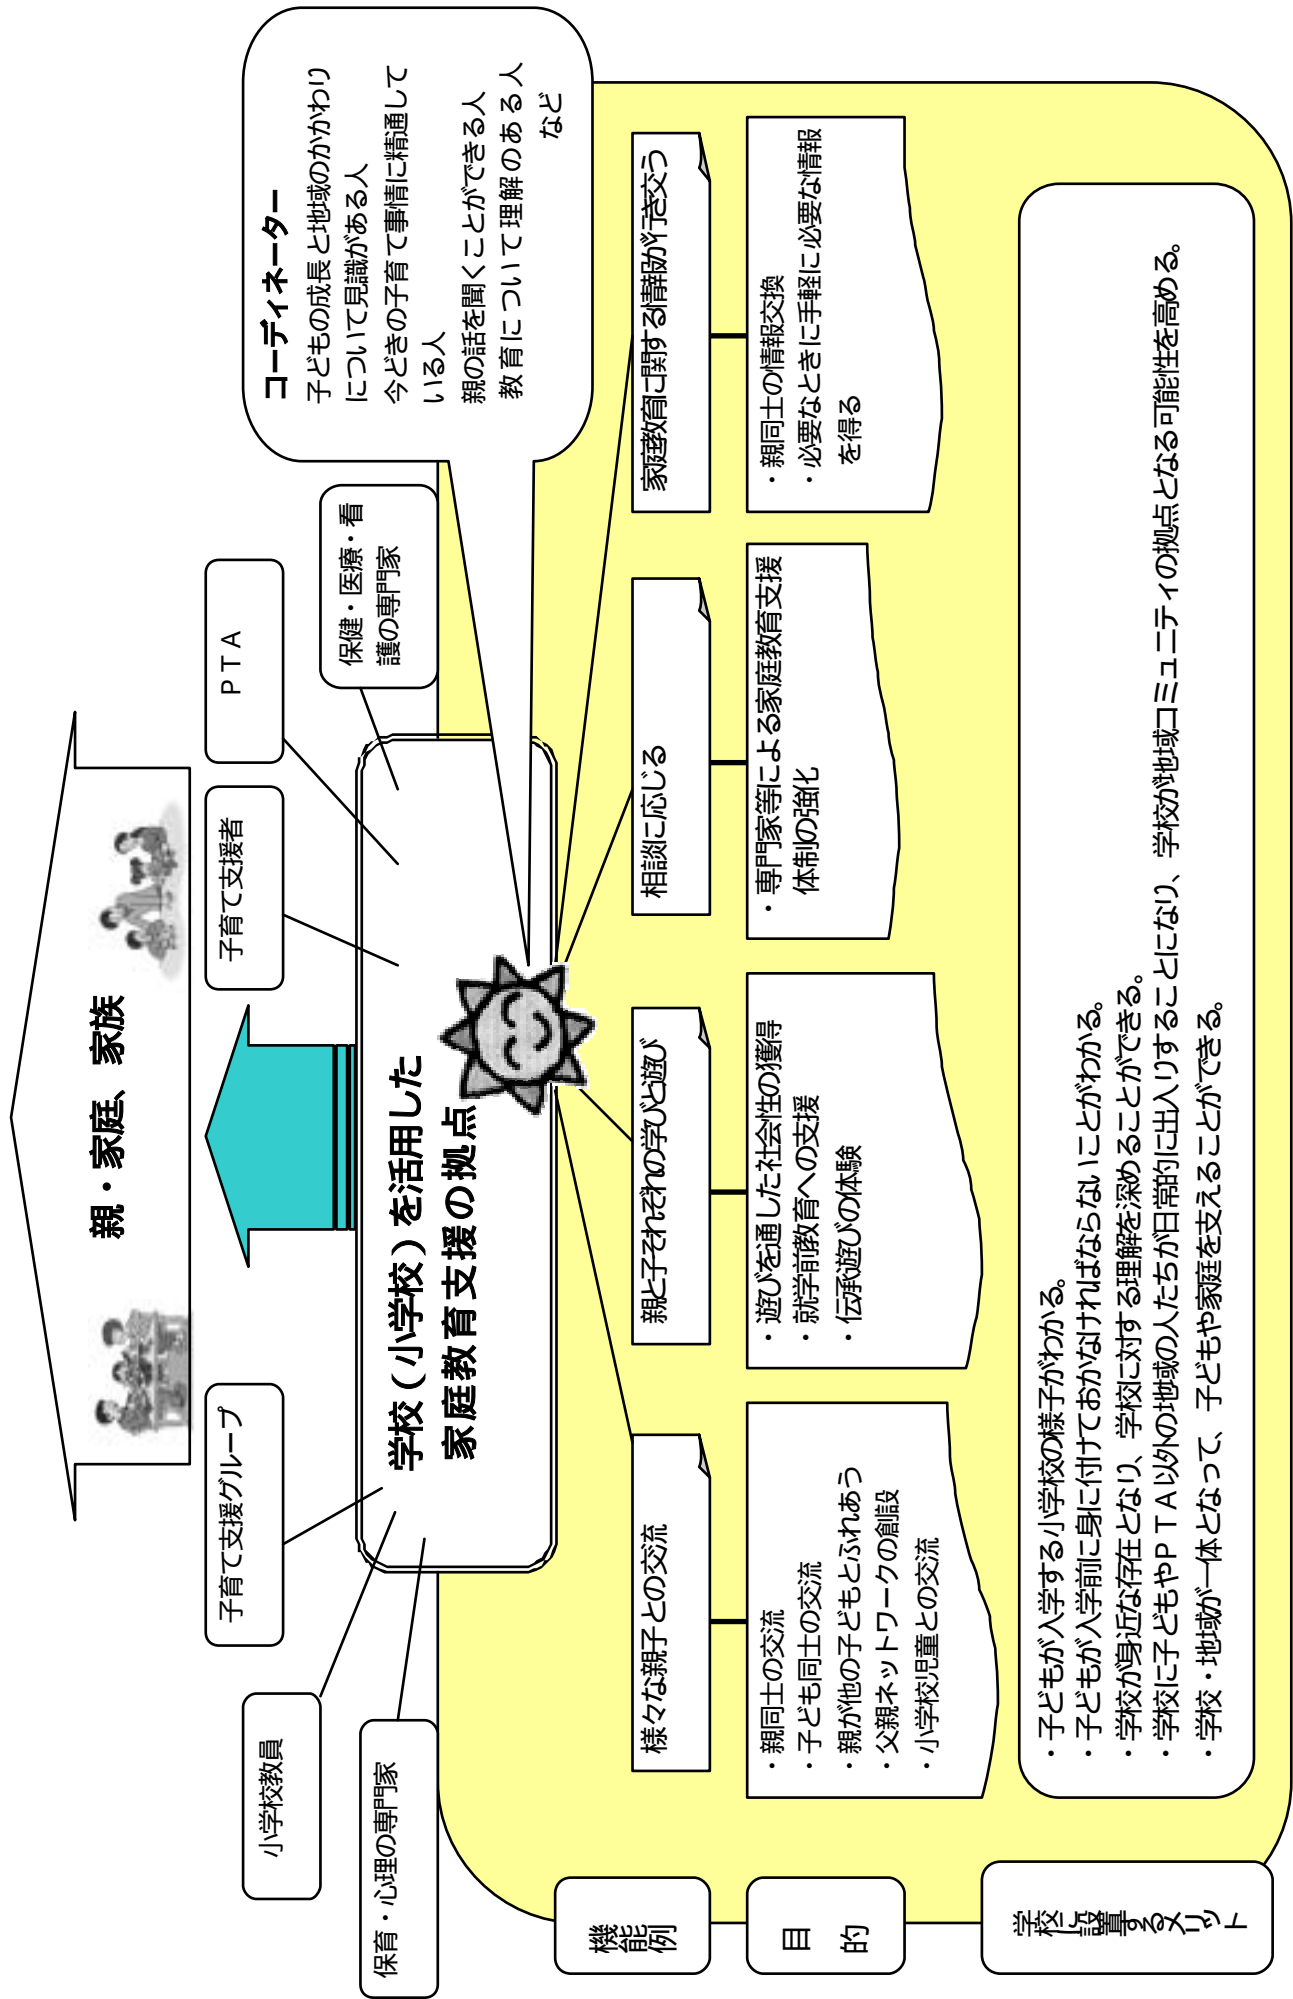 親・家庭、家族
子育て支援グループ
子育て支援者
ＰＴＡ
小学校教員
保育・心理の専門家
保健・医療・看
護の専門家
学校（小学校）を活用した
家庭教育支援の拠点
コーディネーター
子どもの成長と地域のかかわり
について見識がある人
今どきの子育て事情に精通して
いる人
親の話を聞くことができる人
教育について理解のある人
など
機能例
様々な親子との交流
親と子それぞれの学びと遊び
相談に応じる
家庭教育に関する情報が行き交う
目的
・親同士の交流
・子ども同士の交流
・親が他の子どもとふれあう
・父親ネットワークの創設
・小学校児童との交流
・遊びを通した社会性の獲得
・就学前教育への支援
・伝承遊びの体験
・専門家等による家庭教育支援
体制の強化
・親同士の情報交換
・必要なときに手軽に必要な情報
を得る
学校に設置するメリット
・子どもが入学する小学校の様子がわかる。
・子どもが入学前に身に付けておかなければならないことがわかる。
・学校が身近な存在となり、学校に対する理解を深めることができる。
・学校に子どもやＰＴＡ以外の地域の人たちが日常的に出入りすることになり、学校が地域コミュニティの拠点となる可能性を高める。
・学校・地域が一体となって、子どもや家庭を支えることができる。